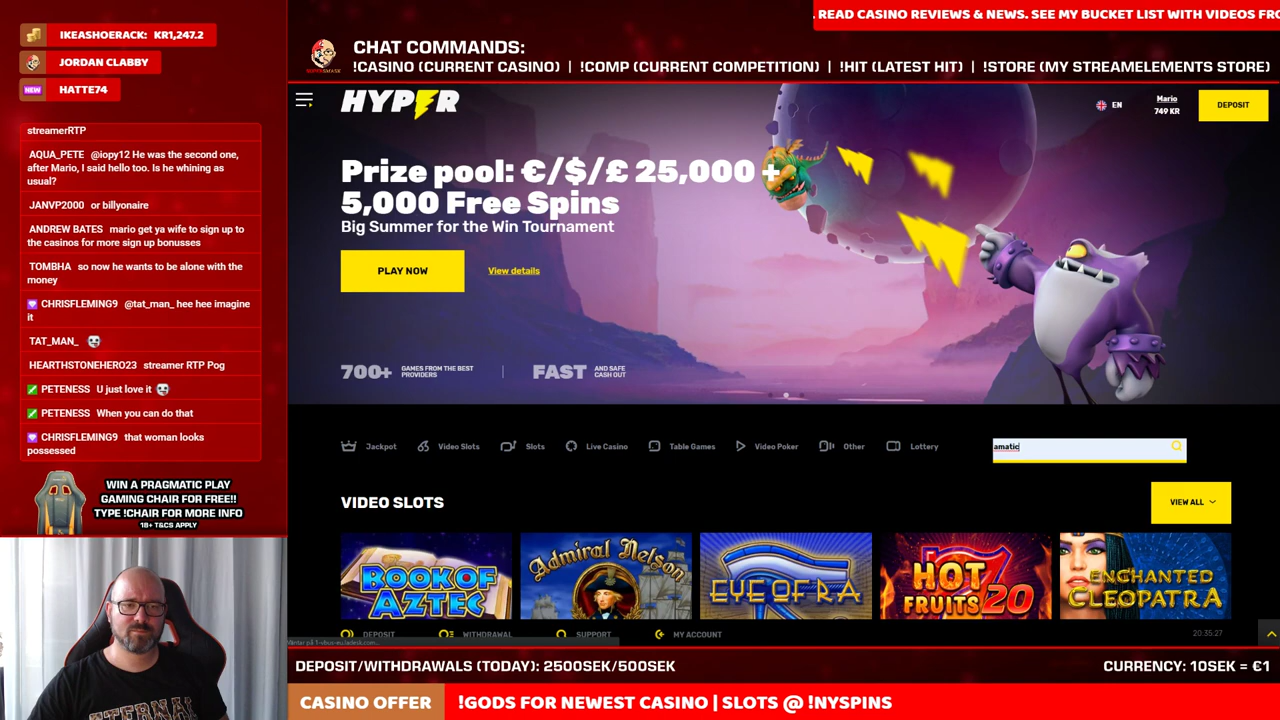 IKEASHOERACK: KR1,247.2
JORDAN CLABBY
NEW HATTE74
streamerRTP
AQUA_PETE @iopy12 He was the second one,
after Mario, I said hello too. Is he whining as
usual?
JANVP2000 or billyonaire
ANDREW BATES mario get ya wife to sign up to
the casinos for more sign up bonusses
TOMBHA so now he wants to be alone with the
money
CHRISFLEMING9 @tat_man_ hee hee imagine
it
TAT_MAN_
HEARTHSTONEHERO23 streamer RTP Pog
PETENESS U just love it
PETENESS When you can do that
CHRISFLEMING9 that woman looks
possessed
WIN A PRAGMATIC PLAY
GAMING CHAIR FOR FREE!!
TYPE !CHAIR FOR MORE INFO
18+ T&CS APPLY
. READ CASINO REVIEWS & NEWS. SEE MY BUCKET LIST WITH VIDEOS FRO
CHAT COMMANDS:
!CASINO (CURRENT CASINO) | !COMP (CURRENT COMPETITION) | !HIT (LATEST HIT) | !STORE (MY STREAMELEMENTS STORE)
HYPER
EN
Mario
749 KR
DEPOSIT
Prize pool: €/$/£ 25,000 +
5,000 Free Spins
Big Summer for the Win Tournament
PLAY NOW
View details
700+ GAMES FROM THE BEST
PROVIDERS
FAST AND SAFE
CASH OUT
Jackpot
Video Slots
Slots
Live Casino
Table Games
Video Poker
Other
Lottery
amatic
VIDEO SLOTS
VIEW ALL
BOOK OF
AZTEC
Admiral Nelson
EYE OF RA
HOT
FRUITS 20
ENCHANTED
CLEOPATRA
DEPOSIT
WITHDRAWAL
SUPPORT
MY ACCOUNT
20:35:27
ETERNAL
DEPOSIT/WITHDRAWALS (TODAY): 2500SEK/500SEK
CURRENCY: 10SEK = €1
CASINO OFFER
!GODS FOR NEWEST CASINO | SLOTS @ !NYSPINS